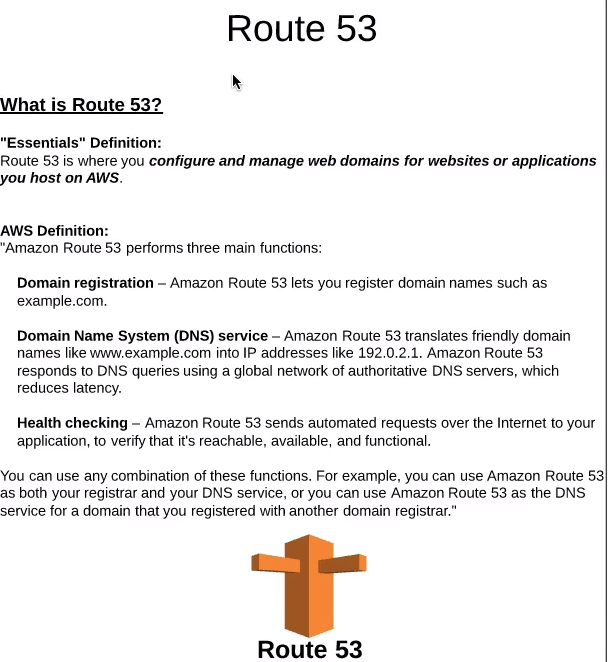 Route 53
What is Route 53?
"Essentials" Definition:
Route 53 is where you configure and manage web domains for websites or applications
you host on AWS.
AWS Definition:
"Amazon Route 53 performs three main functions:
Domain registration – Amazon Route 53 lets you register domain names such as
example.com.
Domain Name System (DNS) service – Amazon Route 53 translates friendly domain
names like www.example.com into IP addresses like 192.0.2.1. Amazon Route 53
responds to DNS queries using a global network of authoritative DNS servers, which
reduces latency.
Health checking – Amazon Route 53 sends automated requests over the Internet to your
application, to verify that it's reachable, available, and functional.
You can use any combination of these functions. For example, you can use Amazon Route 53
as both your registrar and your DNS service, or you can use Amazon Route 53 as the DNS
service for a domain that you registered with another domain registrar."
Route 53